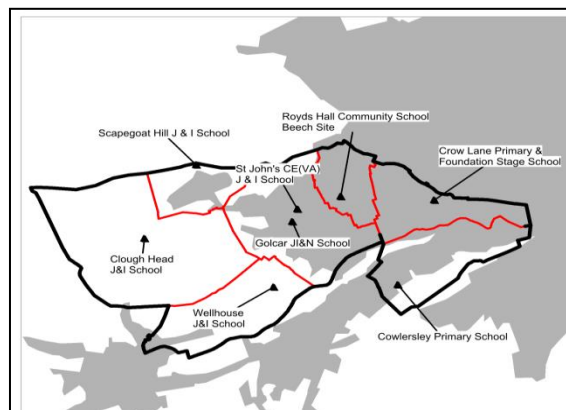 Royds Hall Community School
Beech Site
Scapegoat Hill J & I School
Crow Lane Primary &
Foundation Stage School
St John's CE(VA)
J & I School
Golcar JI&N School
Clough Head
J&I School
Wellhouse
J&I School
Cowlersley Primary School